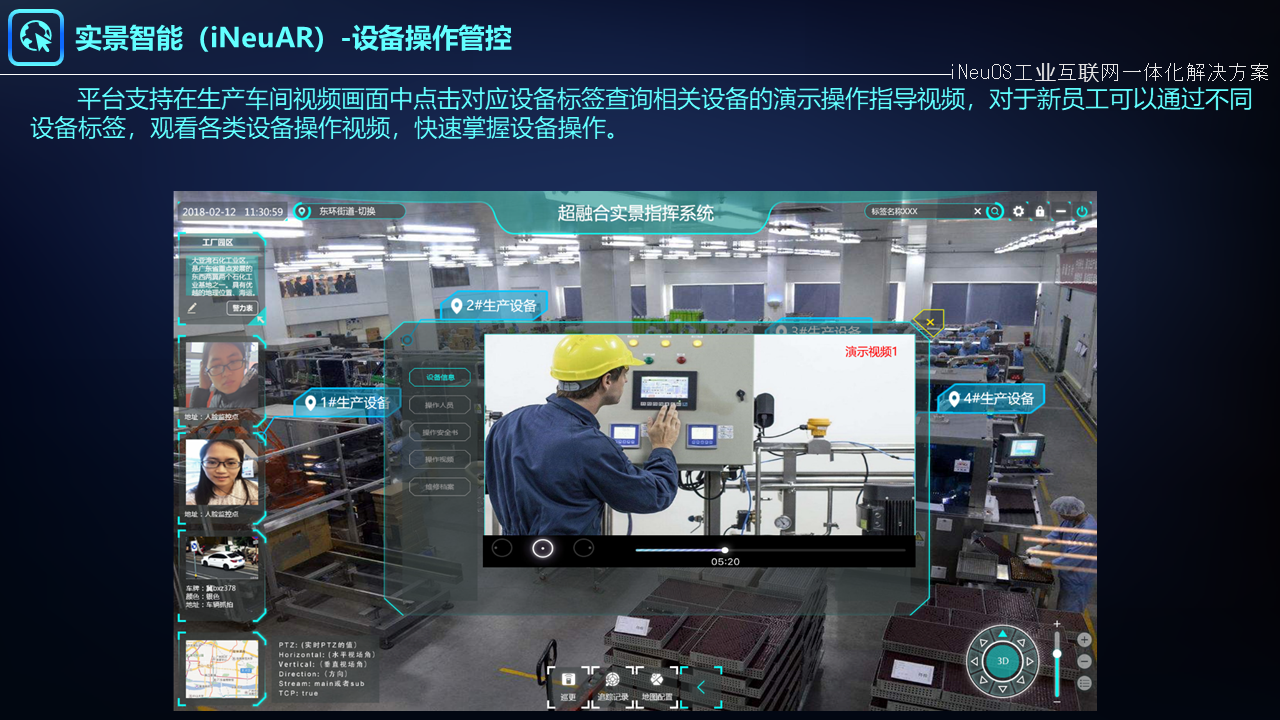 实景智能（iNeuAR）-设备操作管控
iNeuOS工业互联网一体化解决方案
平台支持在生产车间视频画面中点击对应设备标签查询相关设备的演示操作指导视频，对于新员工可以通过不同
设备标签，观看各类设备操作视频，快速掌握设备操作。
2018-02-12 11:30:59
东环街道-切换
超融合实景指挥系统
标签名称XXX
工厂园区
大亚湾石化工业区，
是广东省重点发展的
东西两翼两个石化工
业基地之一。具有优
越的地理位置、海运、
警力表
2#生产设备
3#生产设备
演示视频1
设备信息
操作人员
操作安全书
操作视频
维修档案
1#生产设备
4#生产设备
地址：人脸监控点
地址：人脸监控点
05:20
颜色：银色
地址：车辆抓拍
PTZ: (实时PTZ的值)
Horizontal: (水平视场角)
Vertical: (垂直视场角)
Direction: (方向)
Stream: main或者sub
TCP: true
3D
巡更
追踪记录
地图配置